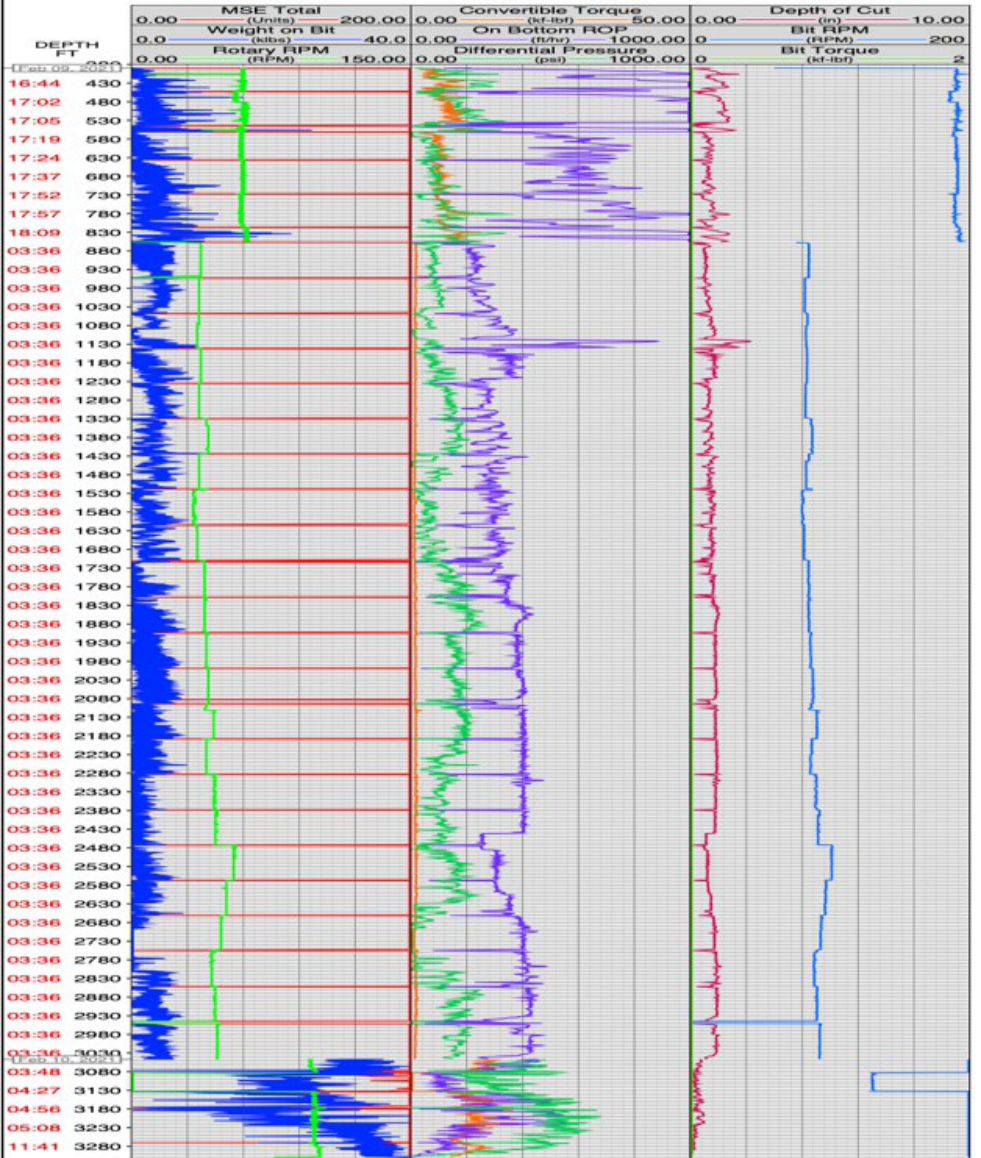 MSE Total
0.00 (Units) 200.00
Weight on Bit
0.0 (klbs) 40.0
Rotary RPM
0.00 (RPM) 150.00
Convertible Torque
0.00 (kf-lbf) 50.00
On Bottom ROP
0.00 (ft/hr) 1000.00
Differential Pressure
0.00 (psi) 1000.00
Depth of Cut
0.00 (in) 10.00
Bit RPM
0 (RPM) 200
Bit Torque
0 (kf-lbf) 2
DEPTH
FT
Feb 09, 2021
16:44 430
17:02 480
17:05 530
17:19 580
17:24 630
17:37 680
17:52 730
17:57 780
18:09 830
03:36 880
03:36 930
03:36 980
03:36 1030
03:36 1080
03:36 1130
03:36 1180
03:36 1230
03:36 1280
03:36 1330
03:36 1380
03:36 1430
03:36 1480
03:36 1530
03:36 1580
03:36 1630
03:36 1680
03:36 1730
03:36 1780
03:36 1830
03:36 1880
03:36 1930
03:36 1980
03:36 2030
03:36 2080
03:36 2130
03:36 2180
03:36 2230
03:36 2280
03:36 2330
03:36 2380
03:36 2430
03:36 2480
03:36 2530
03:36 2580
03:36 2630
03:36 2680
03:36 2730
03:36 2780
03:36 2830
03:36 2880
03:36 2930
03:36 2980
03:36 3030
Feb 10, 2021
03:48 3080
04:27 3130
04:56 3180
05:08 3230
11:41 3280